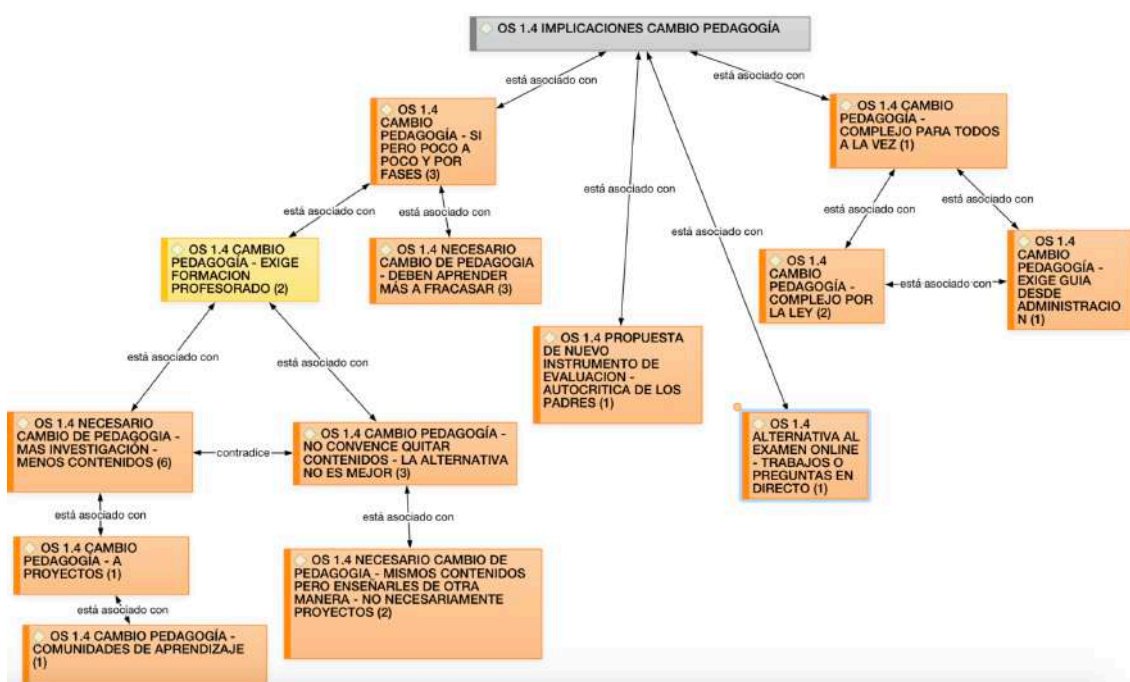 OS 1.4 IMPLICACIONES CAMBIO PEDAGOGÍA
está asociado con
está asociado con
OS 1.4
CAMBIO
PEDAGOGÍA - SI
PERO POCO A
POCO Y POR
FASES (3)
OS 1.4 CAMBIO
PEDAGOGÍA -
COMPLEJO PARA TODOS
A LA VEZ (1)
está asociado con
está asociado con
está asociado con
está asociado con
está asociado con
está asociado con
OS 1.4 CAMBIO
PEDAGOGÍA - EXIGE
FORMACION
PROFESORADO (2)
OS 1.4 NECESARIO
CAMBIO DE PEDAGOGIA
- DEBEN APRENDER
MÁS A FRACASAR (3)
OS 1.4
CAMBIO
PEDAGOGÍA -
COMPLEJO POR
LA LEY (2)
está asociado con
OS 1.4
CAMBIO
PEDAGOGÍA -
EXIGE GUIA
DESDE
ADMINISTRACIO
N (1)
OS 1.4 PROPUESTA
DE NUEVO
INSTRUMENTO DE
EVALUACION -
AUTOCRITICA DE LOS
PADRES (1)
está asociado con
está asociado con
OS 1.4 NECESARIO
CAMBIO DE PEDAGOGIA -
MAS INVESTIGACIÓN -
MENOS CONTENIDOS (6)
contradice
OS 1.4 CAMBIO PEDAGOGÍA -
NO CONVENCE QUITAR
CONTENIDOS - LA ALTERNATIVA
NO ES MEJOR (3)
OS 1.4
ALTERNATIVA AL
EXAMEN ONLINE
- TRABAJOS O
PREGUNTAS EN
DIRECTO (1)
está asociado con
está asociado con
OS 1.4 CAMBIO
PEDAGOGÍA - A
PROYECTOS (1)
OS 1.4 NECESARIO CAMBIO DE
PEDAGOGIA - MISMOS CONTENIDOS
PERO ENSEÑARLES DE OTRA
MANERA - NO NECESARIAMENTE
PROYECTOS (2)
está asociado con
OS 1.4 CAMBIO PEDAGOGÍA -
COMUNIDADES DE APRENDIZAJE
(1)